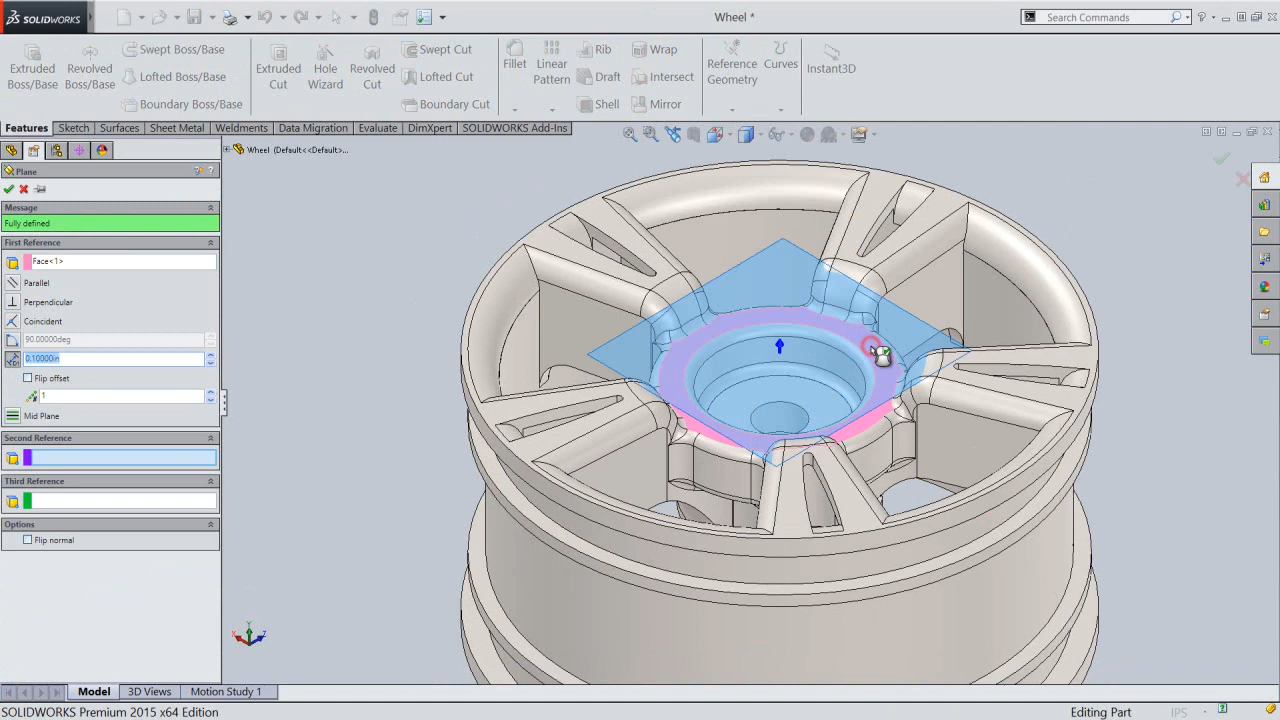 SOLIDWORKS
Wheel *
Search Commands
Extruded Boss/Base
Revolved Boss/Base
Swept Boss/Base
Lofted Boss/Base
Boundary Boss/Base
Extruded Cut
Hole Wizard
Revolved Cut
Swept Cut
Lofted Cut
Boundary Cut
Fillet
Linear Pattern
Rib
Draft
Shell
Wrap
Intersect
Mirror
Reference Geometry
Curves
Instant3D
Features
Sketch
Surfaces
Sheet Metal
Weldments
Data Migration
Evaluate
DimXpert
SOLIDWORKS Add-Ins
Wheel (Default<<Default>...
Plane
Message
Fully defined
First Reference
Face<1>
Parallel
Perpendicular
Coincident
90.00000deg
0.10000in
Flip offset
1
Mid Plane
Second Reference
Third Reference
Options
Flip normal
Y
X
Z
Model
3D Views
Motion Study 1
SOLIDWORKS Premium 2015 x64 Edition
Editing Part
IPS